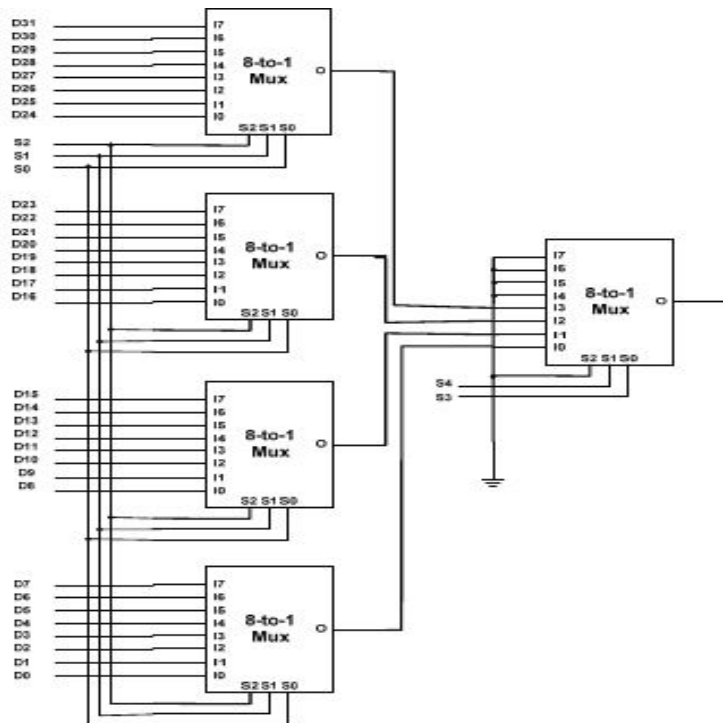 D31
D30
D29
D28
D27
D26
D25
D24
I7
I6
I5
I4
I3
I2
I1
I0
8-to-1
Mux
O
S2 S1 S0
S2
S1
S0
D23
D22
D21
D20
D19
D18
D17
D16
I7
I6
I5
I4
I3
I2
I1
I0
8-to-1
Mux
O
S2 S1 S0
I7
I6
I5
I4
I3
I2
I1
I0
8-to-1
Mux
O
S2 S1 S0
S4
S3
D15
D14
D13
D12
D11
D10
D9
D8
I7
I6
I5
I4
I3
I2
I1
I0
8-to-1
Mux
O
S2 S1 S0
D7
D6
D5
D4
D3
D2
D1
D0
I7
I6
I5
I4
I3
I2
I1
I0
8-to-1
Mux
O
S2 S1 S0